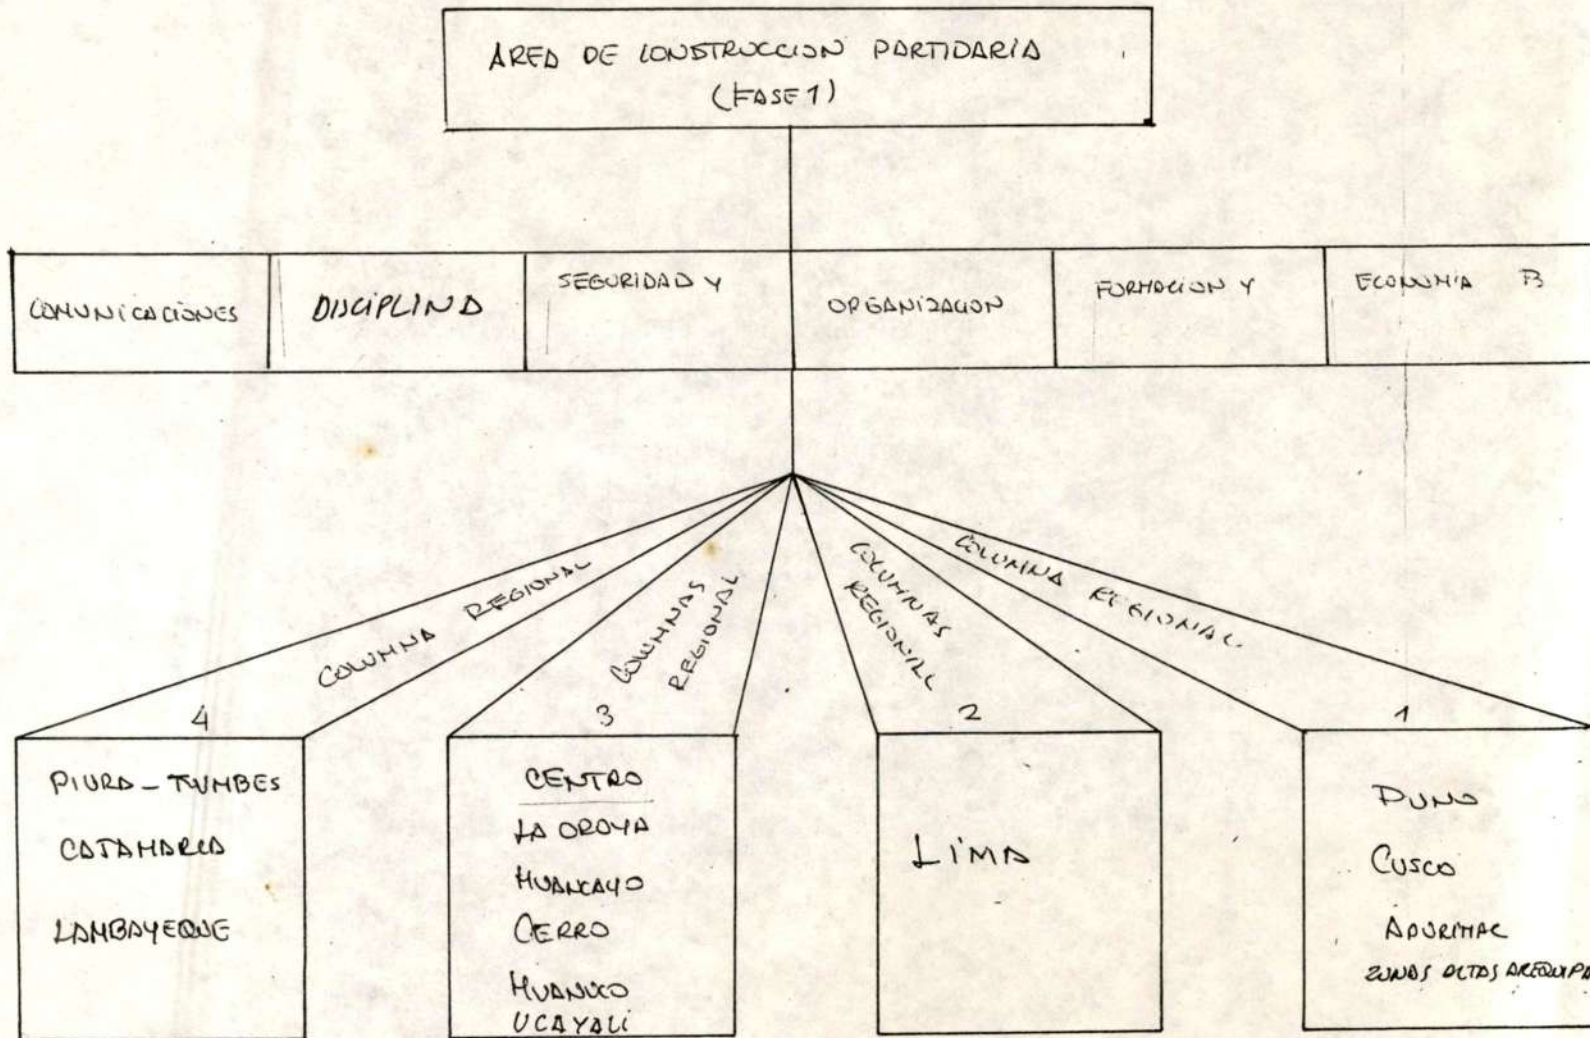 AREA DE CONSTRUCCION PARTIDARIA
(FASE 1)
COMUNICACIONES
DISCIPLINA
SEGURIDAD Y
ORGANIZACION
FORMACION Y
ECONOMIA
COLUMNA REGIONAL
COLUMNAS
REGIONAL
COLUMNAS
REGIONAL
COLUMNA REGIONAL
4
PIURA - TUMBES
CAJAMARCA
LAMBAYEQUE
3
CENTRO
LA OROYA
HUANCAYO
CERRO
HUANUCO
UCAYALI
2
LIMA
1
PUNO
CUSCO
APURIMAC
ZONAS ALTAS AREQUIPA